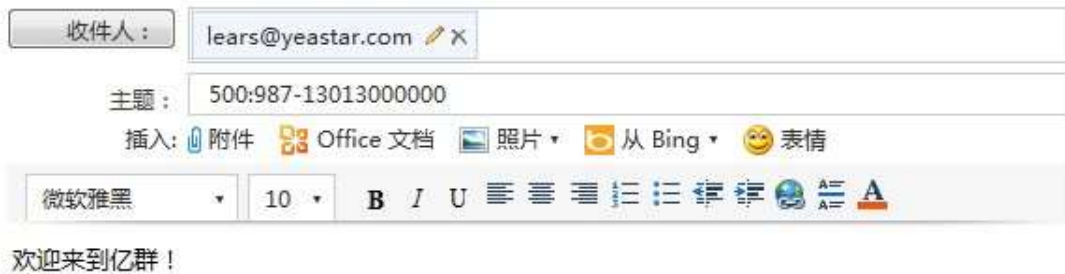 收件人：lears@yeastar.com
主题：500:987-13013000000
插入: 附件 Office 文档 照片 从 Bing 表情
微软雅黑 10 B I U A
欢迎来到亿群！